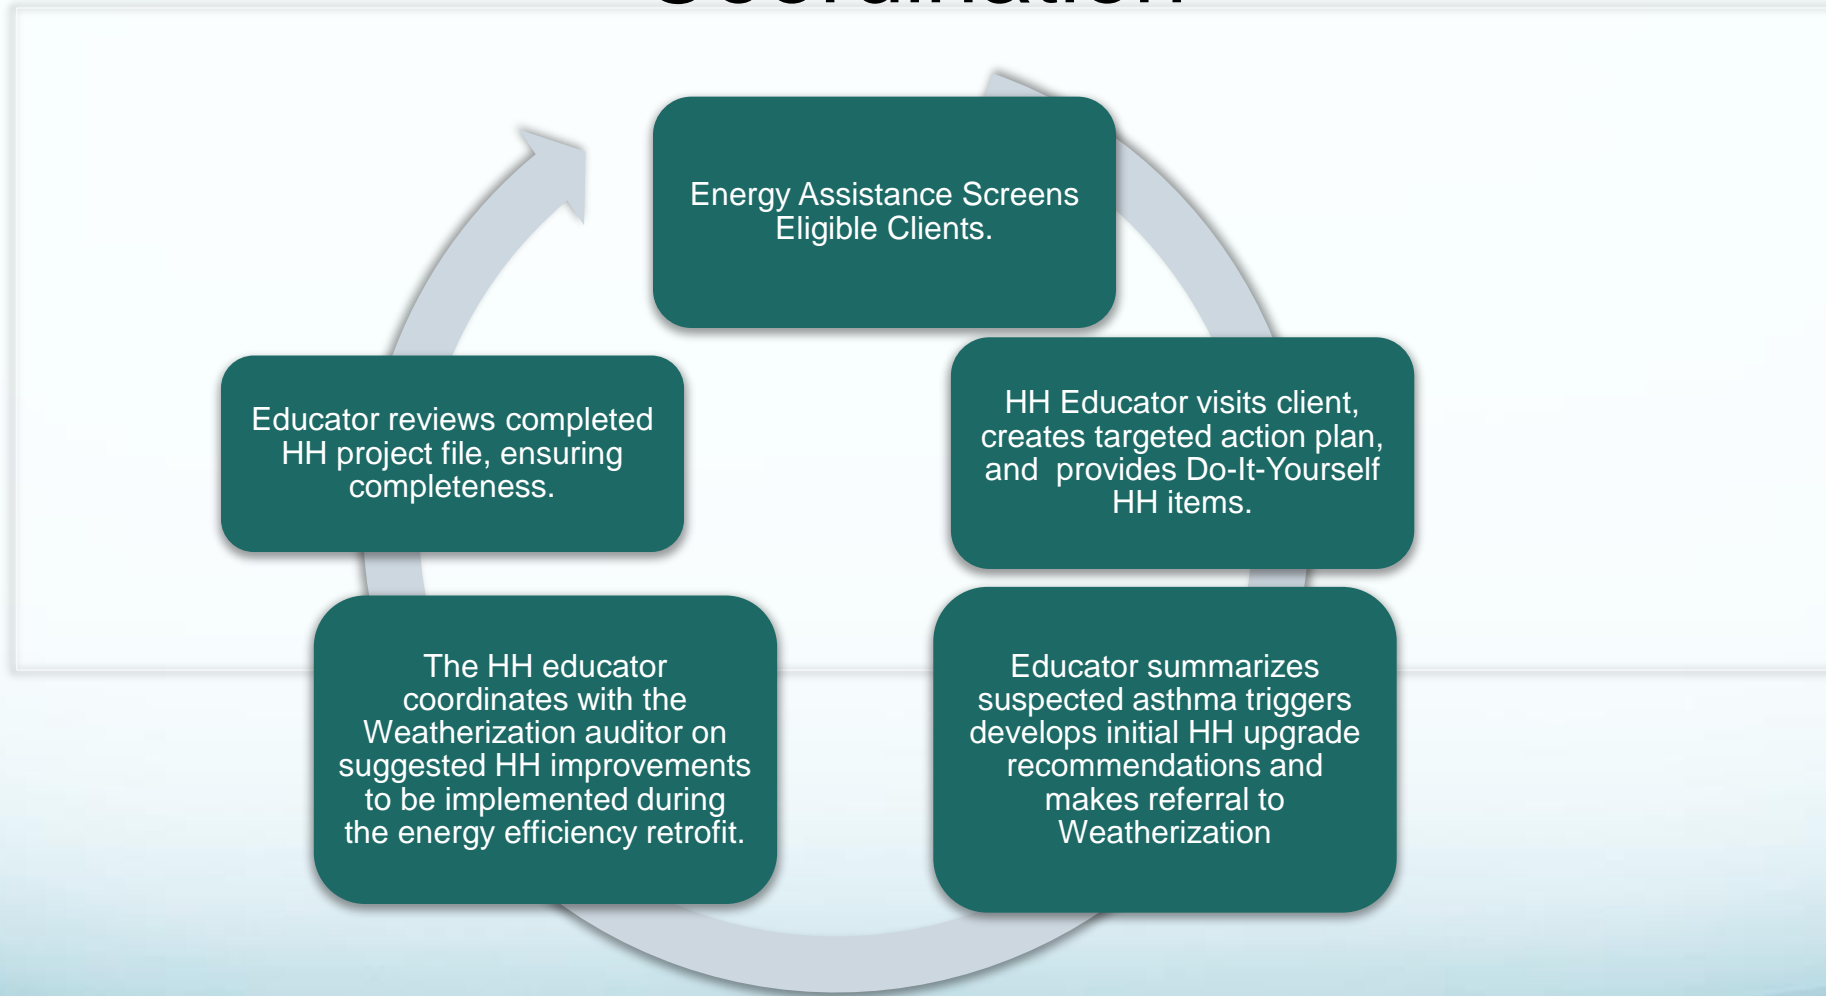 Coordination
Energy Assistance Screens
Eligible Clients.
HH Educator visits client,
creates targeted action plan,
and  provides Do-It-Yourself
HH items.
Educator summarizes
suspected asthma triggers
develops initial HH upgrade
recommendations and
makes referral to
Weatherization
The HH educator
coordinates with the
Weatherization auditor on
suggested HH improvements
to be implemented during
the energy efficiency retrofit.
Educator reviews completed
HH project file, ensuring
completeness.